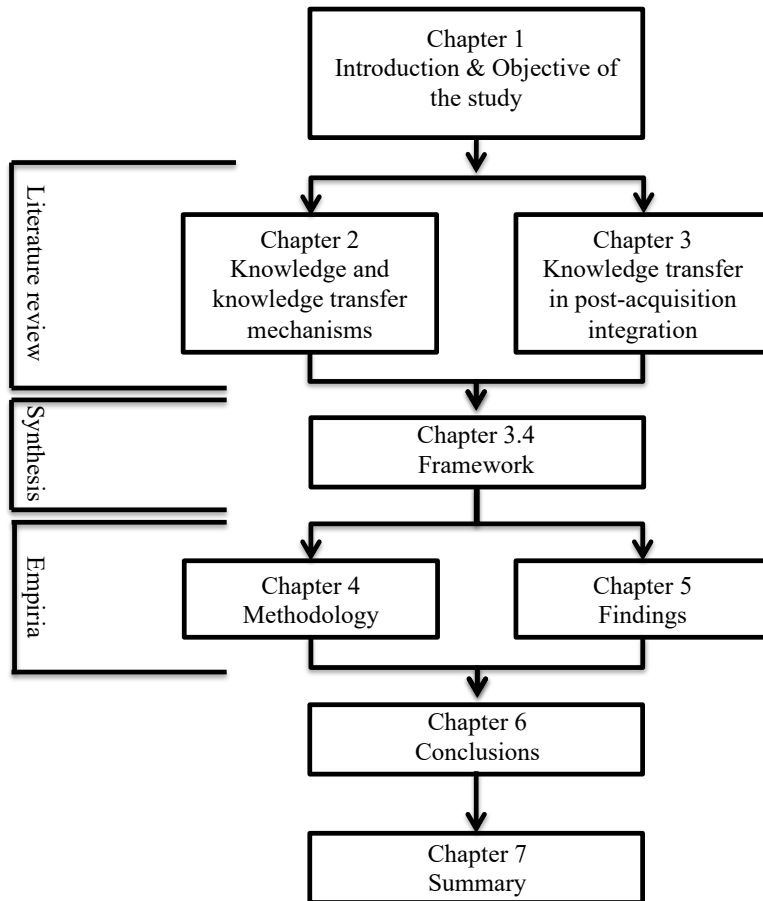 Chapter 1
Introduction & Objective of
the study
Literature review
Chapter 2
Knowledge and
knowledge transfer
mechanisms
Chapter 3
Knowledge transfer
in post-acquisition
integration
Synthesis
Chapter 3.4
Framework
Empiria
Chapter 4
Methodology
Chapter 5
Findings
Chapter 6
Conclusions
Chapter 7
Summary